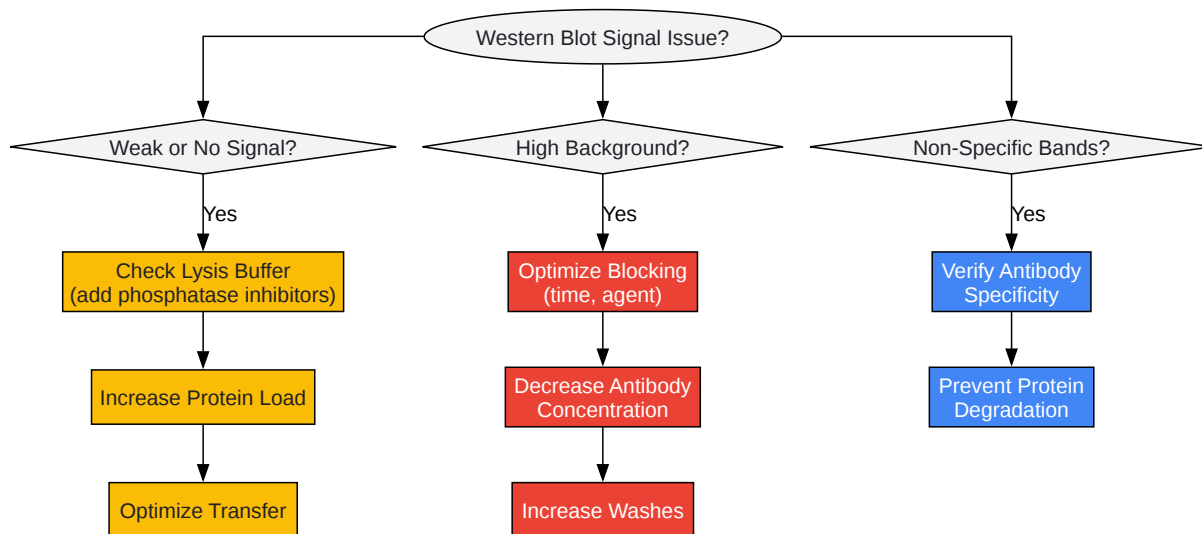 Western Blot Signal Issue?
Weak or No Signal?
High Background?
Non-Specific Bands?
Yes
Yes
Yes
Check Lysis Buffer
(add phosphatase inhibitors)
Optimize Blocking
(time, agent)
Verify Antibody
Specificity
Increase Protein Load
Decrease Antibody
Concentration
Prevent Protein
Degradation
Optimize Transfer
Increase Washes